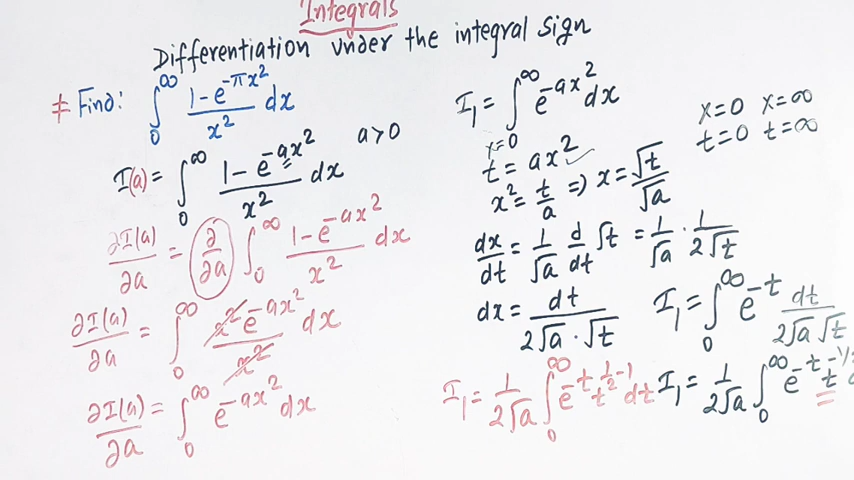 Integrals
Differentiation under the integral sign
≠ Find: ∫₀^∞ (1-e^{-πx²})/x² dx
I(a) = ∫₀^∞ (1-e^{-ax²})/x² dx   a>0
∂I(a)/∂a = ∂/∂a ∫₀^∞ (1-e^{-ax²})/x² dx
∂I(a)/∂a = ∫₀^∞ x² e^{-ax²}/x² dx
∂I(a)/∂a = ∫₀^∞ e^{-ax²} dx
I₁ = ∫_{x=0}^∞ e^{-ax²} dx
x=0 x=∞
t=0 t=∞
t = ax² ✓
x² = t/a => x = √t/√a
dx/dt = 1/√a d/dt √t = 1/√a · 1/(2√t)
dx = dt/(2√a · √t)
I₁ = ∫₀^∞ e^{-t} dt/(2√a √t)
I₁ = 1/(2√a) ∫₀^∞ e^{-t} t^{1/2-1} dt
I₁ = 1/(2√a) ∫₀^∞ e^{-t} t^{-1/